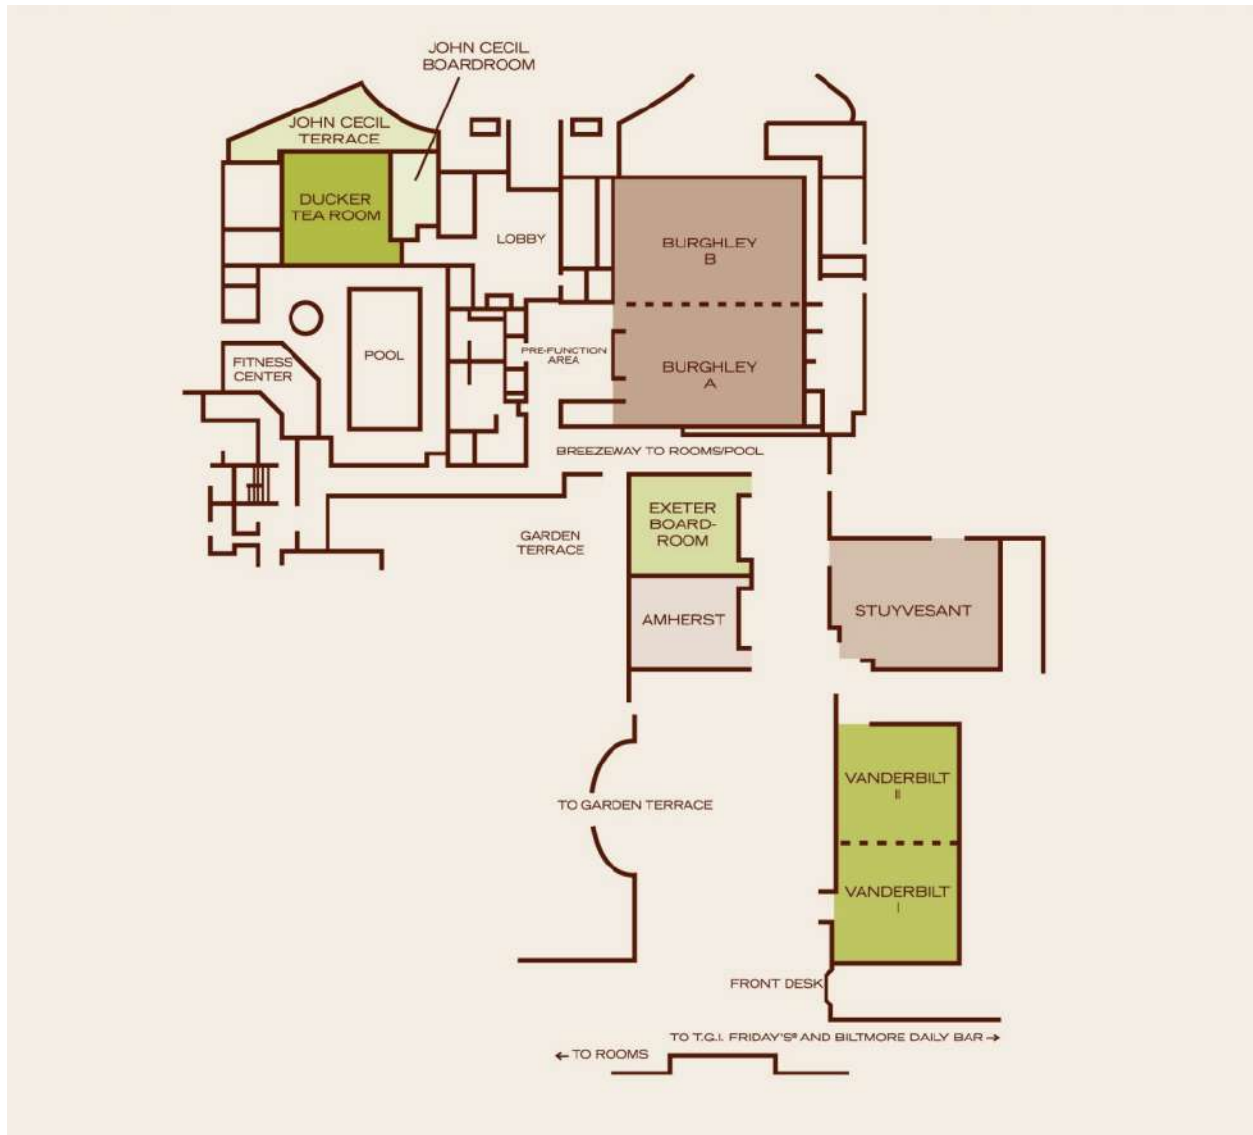 JOHN CECIL
BOARDROOM
JOHN CECIL
TERRACE
DUCKER
TEA ROOM
LOBBY
BURGHLEY
B
PRE-FUNCTION
AREA
BURGHLEY
A
FITNESS
CENTER
POOL
BREEZEWAY TO ROOMS/POOL
GARDEN
TERRACE
EXETER
BOARD-
ROOM
AMHERST
STUYVESANT
VANDERBILT
II
TO GARDEN TERRACE
VANDERBILT
I
FRONT DESK
TO T.G.I. FRIDAY'S® AND BILTMORE DAILY BAR →
← TO ROOMS